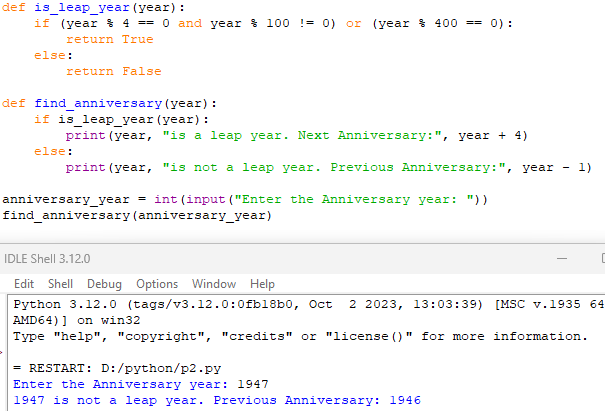 def is_leap_year(year):
    if (year % 4 == 0 and year % 100 != 0) or (year % 400 == 0):
        return True
    else:
        return False
def find_anniversary(year):
    if is_leap_year(year):
        print(year, "is a leap year. Next Anniversary:", year + 4)
    else:
        print(year, "is not a leap year. Previous Anniversary:", year - 1)
anniversary_year = int(input("Enter the Anniversary year: "))
find_anniversary(anniversary_year)
IDLE Shell 3.12.0
Edit Shell Debug Options Window Help
Python 3.12.0 (tags/v3.12.0:0fb18b0, Oct  2 2023, 13:03:39) [MSC v.1935 64
AMD64)] on win32
Type "help", "copyright", "credits" or "license()" for more information.
= RESTART: D:/python/p2.py
Enter the Anniversary year: 1947
1947 is not a leap year. Previous Anniversary: 1946